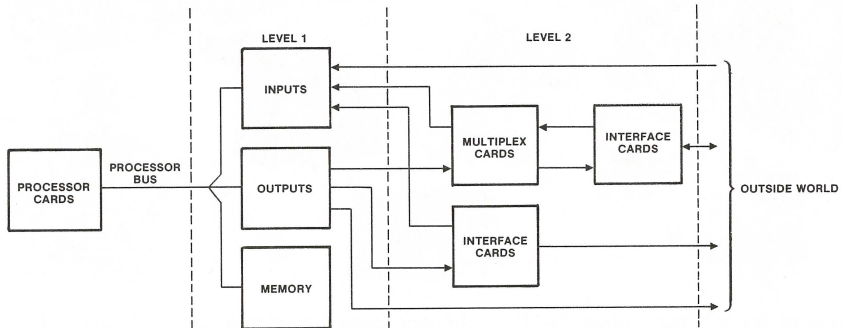 LEVEL 1
LEVEL 2
INPUTS
MULTIPLEX
CARDS
INTERFACE
CARDS
PROCESSOR
CARDS
PROCESSOR
BUS
OUTPUTS
OUTSIDE WORLD
INTERFACE
CARDS
MEMORY